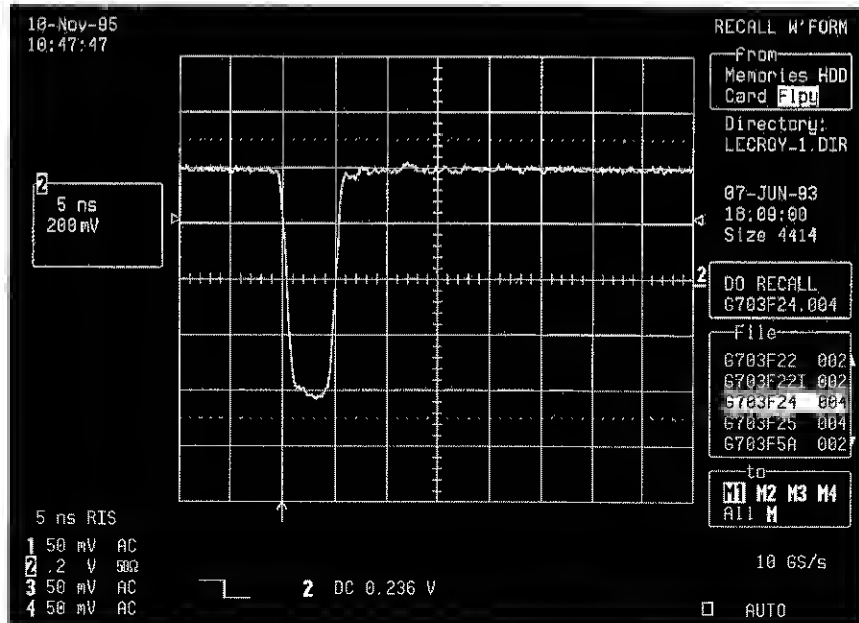 10-Nov-95
10:47:47
RECALL W'FORM
From
Memories HDD
Card Flpy
Directory:
LECROY_1.DIR
07-JUN-93
18:09:00
Size 4414
2
5 ns
200 mV
2
DO RECALL
G703F24.004
File
G703F22 002
G703F22I 002
G703F24 004
G703F25 004
G703F5A 002
to
M1 M2 M3 M4
All M
5 ns RIS
1 50 mV AC
2 .2 V 50Ω
3 50 mV AC
4 50 mV AC
2 DC 0.236 V
10 GS/s
AUTO